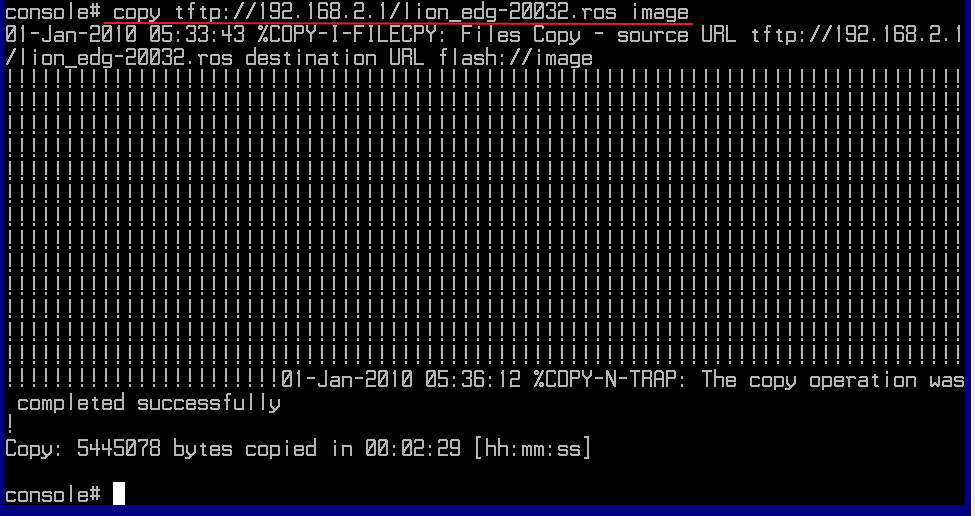 console# copy tftp://192.168.2.1/lion_edg-20032.ros image
01-Jan-2010 05:33:43 %COPY-I-FILECPY: Files Copy - source URL tftp://192.168.2.1
/lion_edg-20032.ros destination URL flash://image
!!!!!!!!!!!!!!!!!!!!!!!!!!!!!!!!!!!!!!!!!!!!!!!!!!!!!!!!!!!!!!!!!!!!!!!!!!!!!!!!
!!!!!!!!!!!!!!!!!!!!!!!!!!!!!!!!!!!!!!!!!!!!!!!!!!!!!!!!!!!!!!!!!!!!!!!!!!!!!!!!
!!!!!!!!!!!!!!!!!!!!!!!!!!!!!!!!!!!!!!!!!!!!!!!!!!!!!!!!!!!!!!!!!!!!!!!!!!!!!!!!
!!!!!!!!!!!!!!!!!!!!!!!!!!!!!!!!!!!!!!!!!!!!!!!!!!!!!!!!!!!!!!!!!!!!!!!!!!!!!!!!
!!!!!!!!!!!!!!!!!!!!!!!!!!!!!!!!!!!!!!!!!!!!!!!!!!!!!!!!!!!!!!!!!!!!!!!!!!!!!!!!
!!!!!!!!!!!!!!!!!!!!!!!!!!!!!!!!!!!!!!!!!!!!!!!!!!!!!!!!!!!!!!!!!!!!!!!!!!!!!!!!
!!!!!!!!!!!!!!!!!!!!!!!!!!!!!!!!!!!!!!!!!!!!!!!!!!!!!!!!!!!!!!!!!!!!!!!!!!!!!!!!
!!!!!!!!!!!!!!!!!!!!!!!!!!!!!!!!!!!!!!!!!!!!!!!!!!!!!!!!!!!!!!!!!!!!!!!!!!!!!!!!
!!!!!!!!!!!!!!!!!!!!!!!!!!!!!!!!!!!!!!!!!!!!!!!!!!!!!!!!!!!!!!!!!!!!!!!!!!!!!!!!
!!!!!!!!!!!!!!!!!!!!!!!!!!!!!!!!!!!!!!!!!!!!!!!!!!!!!!!!!!!!!!!!!!!!!!!!!!!!!!!!
!!!!!!!!!!!!!!!!!!!!!!!!!!!!!!!!!!!!!!!!!!!!!!!!!!!!!!!!!!!!!!!!!!!!!!!!!!!!!!!!
!!!!!!!!!!!!!!!!!!!!!!!!!!!!!!!!!!!!!!!!!!!!!!!!!!!!!!!!!!!!!!!!!!!!!!!!!!!!!!!!
!!!!!!!!!!!!!!!!!!!!!!!!!!!!!!!!!!!!!!!!!!!!!!!!!!!!!!!!!!!!!!!!!!!!!!!!!!!!!!!!
!!!!!!!!!!!!!!!!!!!!!!!01-Jan-2010 05:36:12 %COPY-N-TRAP: The copy operation was
 completed successfully
!
Copy: 5445078 bytes copied in 00:02:29 [hh:mm:ss]
console#